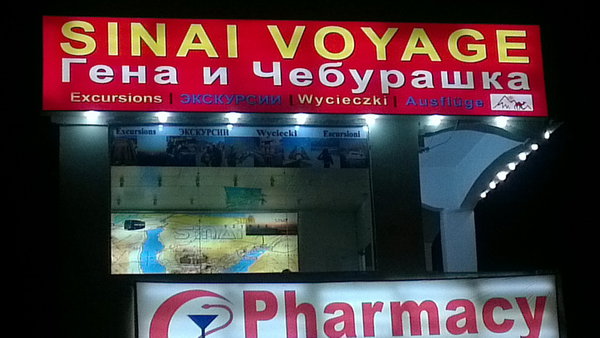 SINAI VOYAGE
Гена и Чебурашка
Excursions | ЭКСКУРСИИ | Wycieczki | Ausflüge
Excursions ЭКСКУРСИИ Wycieczki Escursioni
SINAI
Pharmacy